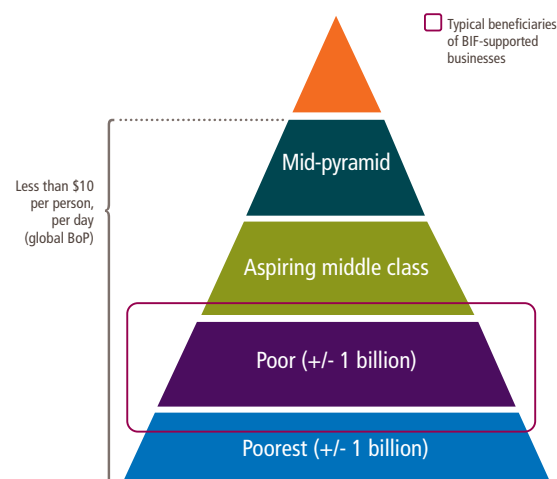 Typical beneficiaries
of BIF-supported
businesses
Mid-pyramid
Less than $10
per person,
per day
(global BoP)
Aspiring middle class
Poor (+/- 1 billion)
Poorest (+/- 1 billion)